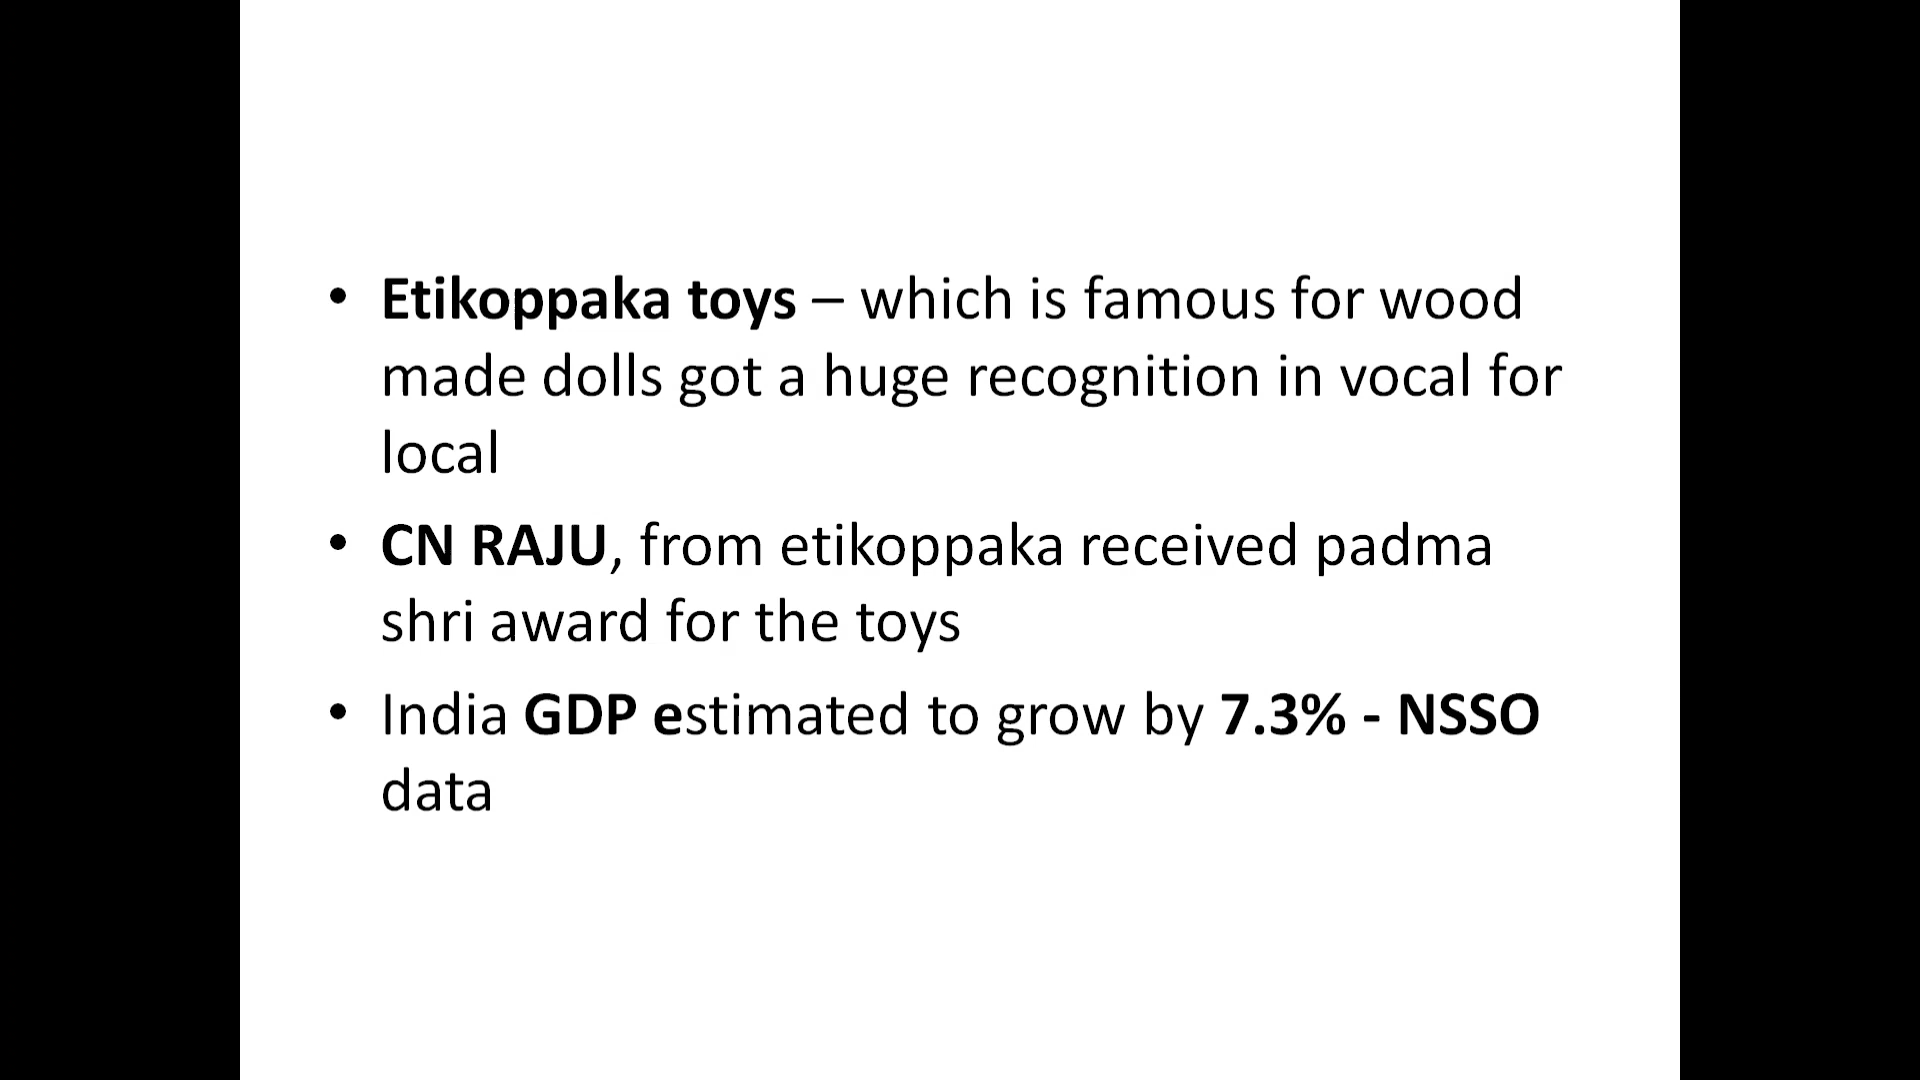 • Etikoppaka toys – which is famous for wood
made dolls got a huge recognition in vocal for
local
• CN RAJU, from etikoppaka received padma
shri award for the toys
• India GDP estimated to grow by 7.3% - NSSO
data